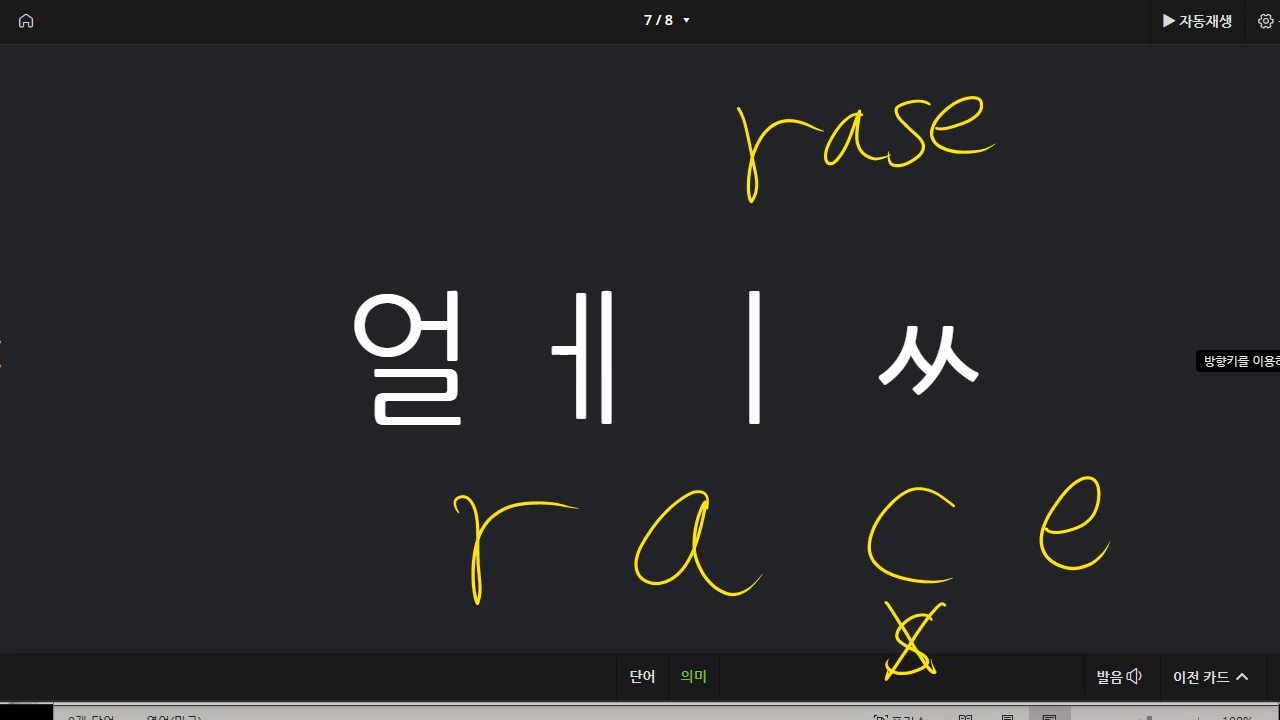 7 / 8
▶ 자동재생
rase
얼 ㅔ ㅣ ㅆ
방향키를 이용하
r a c e
s
단어 의미 발음 이전 카드